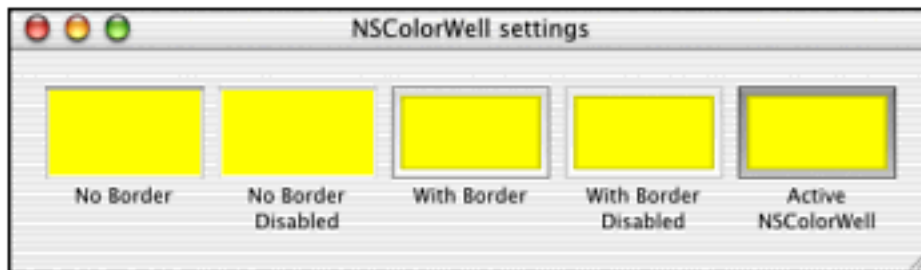 NSColorWell settings
No Border
No Border
Disabled
With Border
With Border
Disabled
Active
NSColorWell